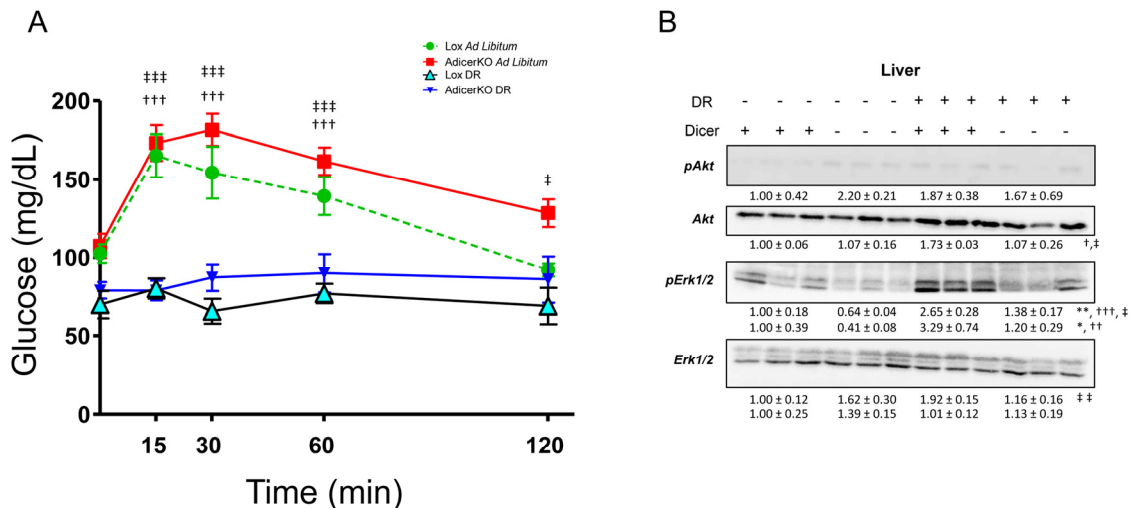 A
Lox Ad Libitum
AdicerKO Ad Libitum
Lox DR
AdicerKO DR
‡‡‡
†††
‡‡‡
†††
‡‡‡
†††
‡
200
150
100
50
0
15
30
60
120
Glucose (mg/dL)
Time (min)
B
Liver
DR - - - - - - + + + + + +
Dicer + + + - - - + + + - - -
pAkt
1.00 ± 0.42 2.20 ± 0.21 1.87 ± 0.38 1.67 ± 0.69
Akt
1.00 ± 0.06 1.07 ± 0.16 1.73 ± 0.03 1.07 ± 0.26 †,‡
pErk1/2
1.00 ± 0.18 0.64 ± 0.04 2.65 ± 0.28 1.38 ± 0.17 **, †††, ‡
1.00 ± 0.39 0.41 ± 0.08 3.29 ± 0.74 1.20 ± 0.29 *, ††
Erk1/2
1.00 ± 0.12 1.62 ± 0.30 1.92 ± 0.15 1.16 ± 0.16 ‡ ‡
1.00 ± 0.25 1.39 ± 0.15 1.01 ± 0.12 1.13 ± 0.19